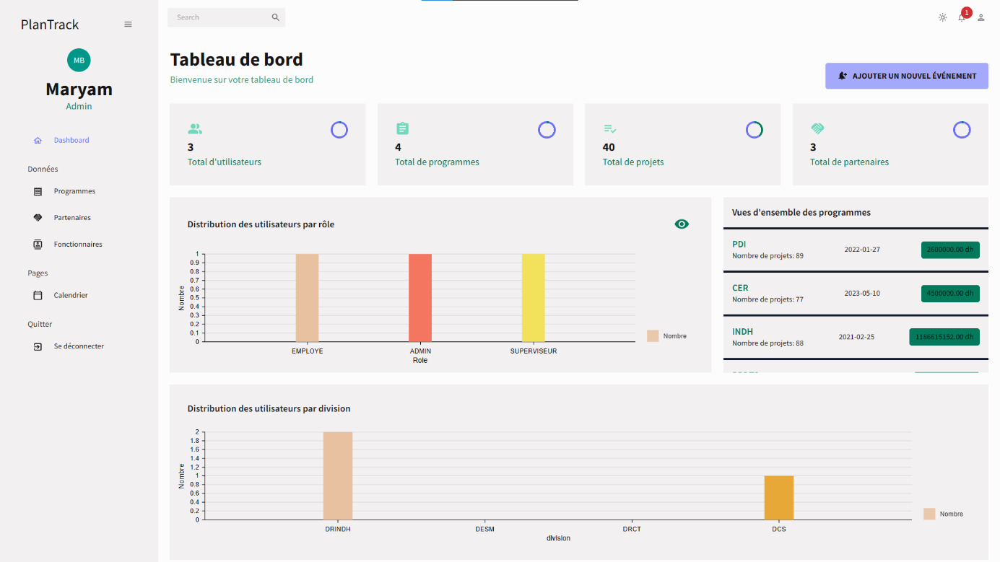 PlanTrack
MB
Maryam
Admin
Dashboard
Données
Programmes
Partenaires
Fonctionnaires
Pages
Calendrier
Quitter
Se déconnecter
Search
1
Tableau de bord
Bienvenue sur votre tableau de bord
AJOUTER UN NOUVEL ÉVÉNEMENT
3
Total d'utilisateurs
4
Total de programmes
40
Total de projets
3
Total de partenaires
Distribution des utilisateurs par rôle
1
0.9
0.8
0.7
0.6
0.5
0.4
0.3
0.2
0.1
0
Nombre
EMPLOYE
ADMIN
SUPERVISEUR
Role
Nombre
Vues d'ensemble des programmes
PDI
Nombre de projets: 89
2022-01-27
2600000.00 dh
CER
Nombre de projets: 77
2023-05-10
4500000.00 dh
INDH
Nombre de projets: 88
2021-02-25
1186615152.00 dh
Distribution des utilisateurs par division
2
1.8
1.6
1.4
1.2
1
0.8
0.6
0.4
0.2
0
Nombre
DRINDH
DESM
DRCT
DCS
division
Nombre